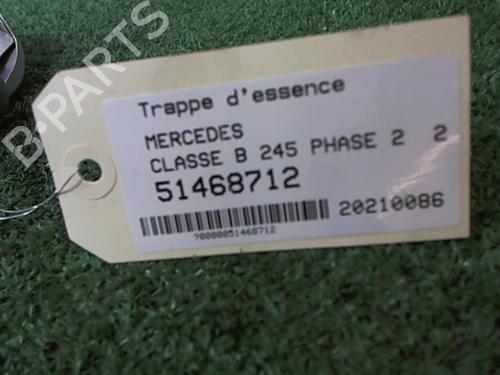 B-PARTS
Trappe d'essence
MERCEDES
CLASSE B 245 PHASE 2 2
51468712
20210086
70000051468712